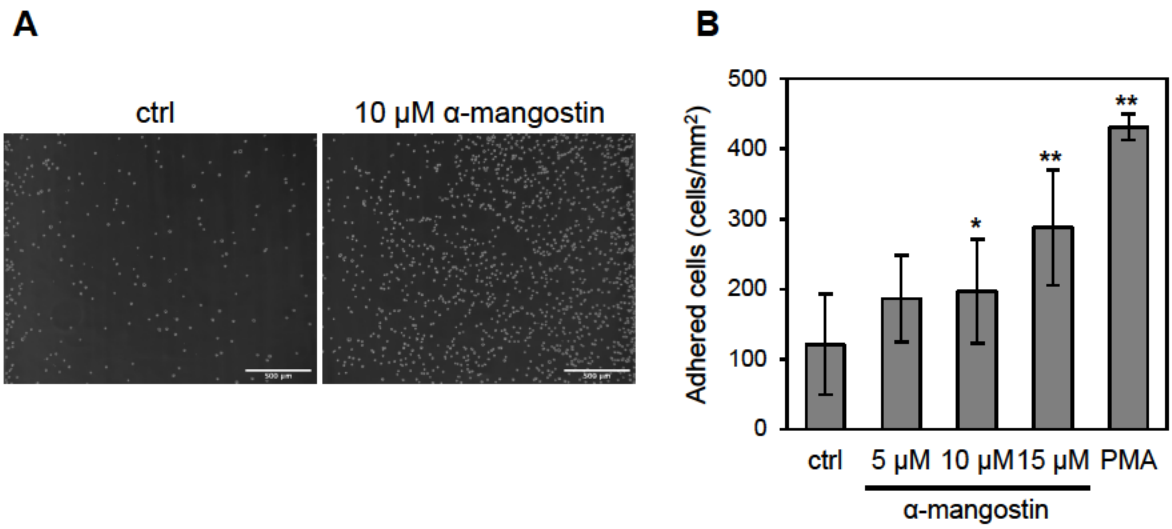 A
ctrl
10 μM α-mangostin
500 μm
500 μm
B
Adhered cells (cells/mm²)
500
400
300
200
100
0
*
**
**
ctrl 5 μM 10 μM 15 μM PMA
α-mangostin